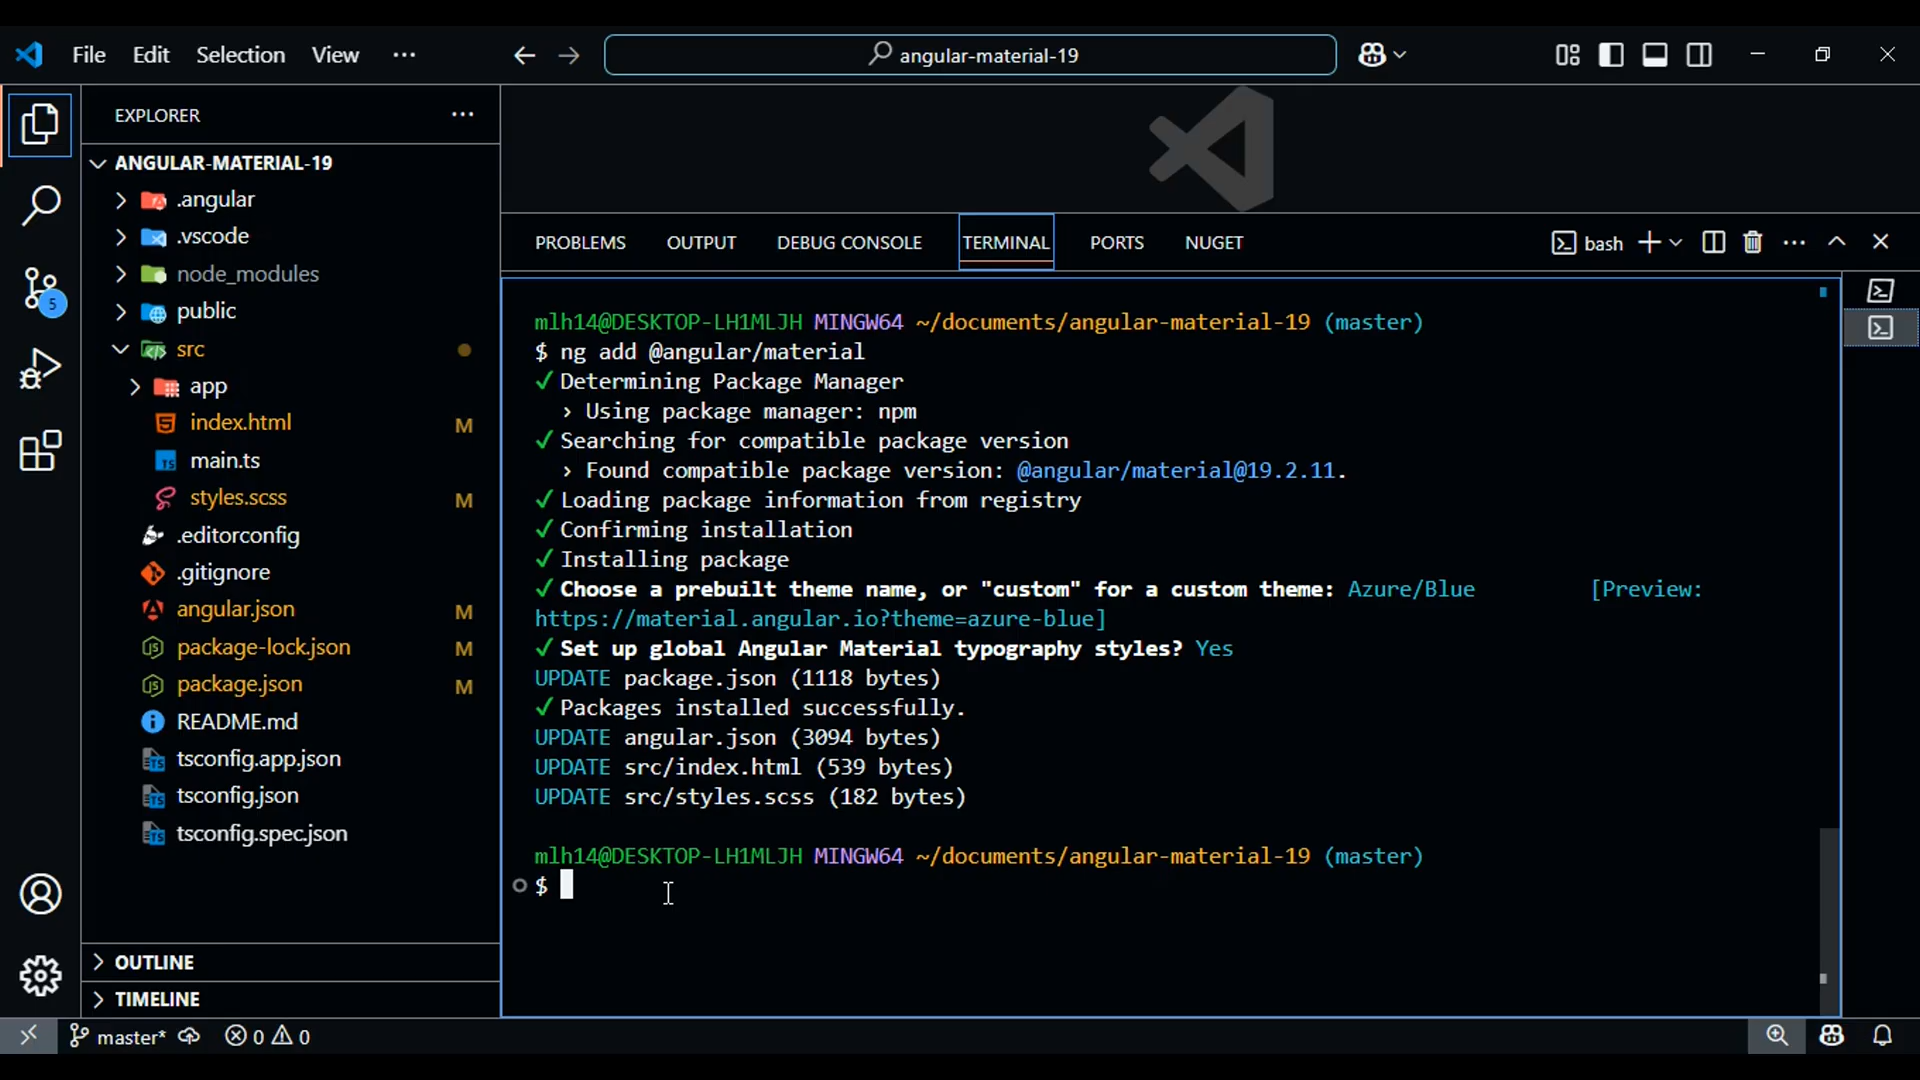 File Edit Selection View ··· angular-material-19
EXPLORER ···
ANGULAR-MATERIAL-19
.angular
.vscode
node_modules
public
src
app
index.html M
main.ts
styles.scss M
.editorconfig
.gitignore
angular.json M
package-lock.json M
package.json M
README.md
tsconfig.app.json
tsconfig.json
tsconfig.spec.json
OUTLINE
TIMELINE
5
PROBLEMS OUTPUT DEBUG CONSOLE TERMINAL PORTS NUGET bash
mlh14@DESKTOP-LH1MLJH MINGW64 ~/documents/angular-material-19 (master)
$ ng add @angular/material
✓ Determining Package Manager
› Using package manager: npm
✓ Searching for compatible package version
› Found compatible package version: @angular/material@19.2.11.
✓ Loading package information from registry
✓ Confirming installation
✓ Installing package
✓ Choose a prebuilt theme name, or "custom" for a custom theme: Azure/Blue [Preview:
https://material.angular.io?theme=azure-blue]
✓ Set up global Angular Material typography styles? Yes
UPDATE package.json (1118 bytes)
✓ Packages installed successfully.
UPDATE angular.json (3094 bytes)
UPDATE src/index.html (539 bytes)
UPDATE src/styles.scss (182 bytes)
mlh14@DESKTOP-LH1MLJH MINGW64 ~/documents/angular-material-19 (master)
$
master* 0 0